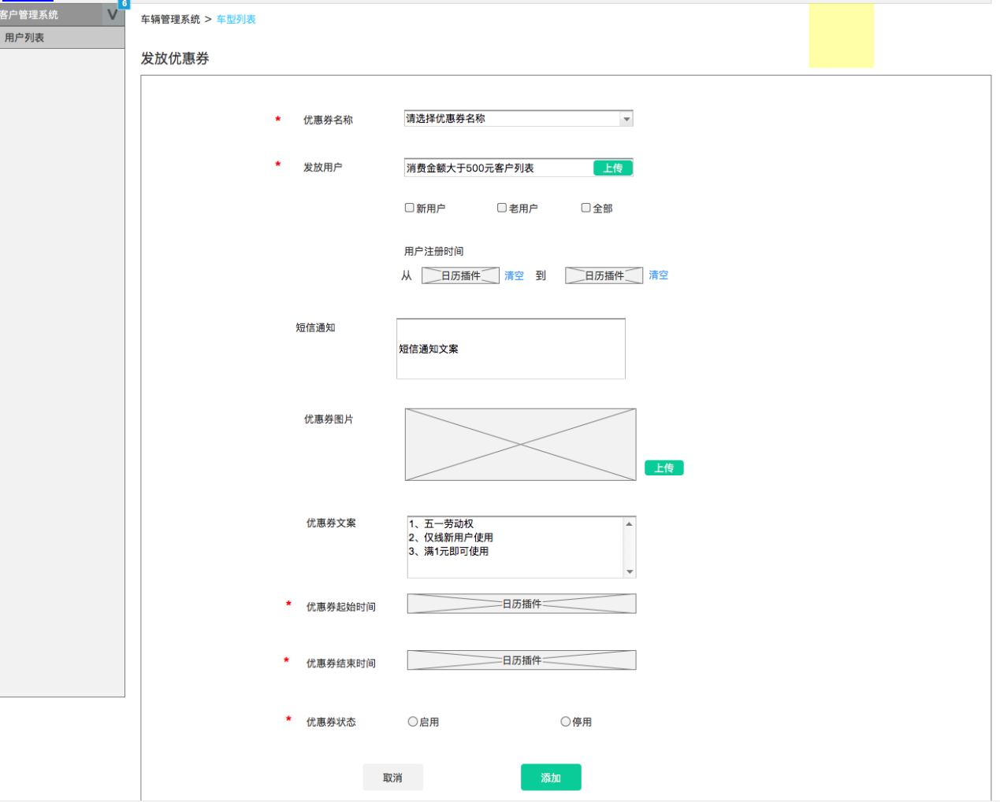 6
客户管理系统 V
用户列表
车辆管理系统 > 车型列表
发放优惠券
* 优惠券名称 请选择优惠券名称
* 发放用户 消费金额大于500元客户列表 上传
新用户 老用户 全部
用户注册时间
从 日历插件 清空 到 日历插件 清空
短信通知
短信通知文案
优惠券图片
上传
优惠券文案
1、五一劳动权
2、仅线新用户使用
3、满1元即可使用
* 优惠券起始时间 日历插件
* 优惠券结束时间 日历插件
* 优惠券状态 启用 停用
取消 添加